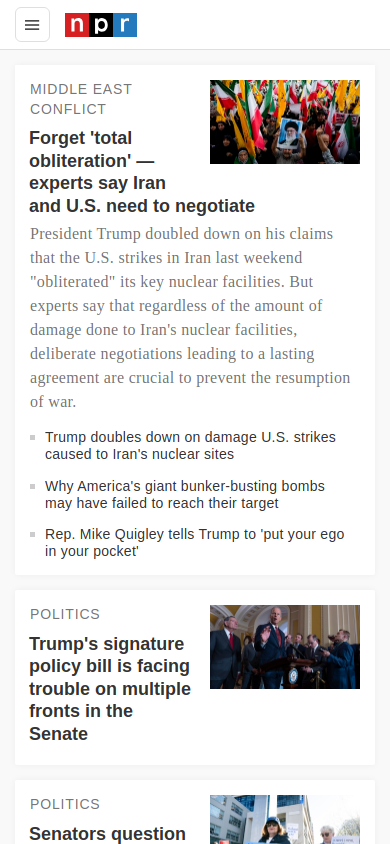 npr
MIDDLE EAST
CONFLICT
Forget 'total
obliteration' —
experts say Iran
and U.S. need to negotiate
President Trump doubled down on his claims
that the U.S. strikes in Iran last weekend
"obliterated" its key nuclear facilities. But
experts say that regardless of the amount of
damage done to Iran's nuclear facilities,
deliberate negotiations leading to a lasting
agreement are crucial to prevent the resumption
of war.
Trump doubles down on damage U.S. strikes
caused to Iran's nuclear sites
Why America's giant bunker-busting bombs
may have failed to reach their target
Rep. Mike Quigley tells Trump to 'put your ego
in your pocket'
POLITICS
Trump's signature
policy bill is facing
trouble on multiple
fronts in the
Senate
POLITICS
Senators question